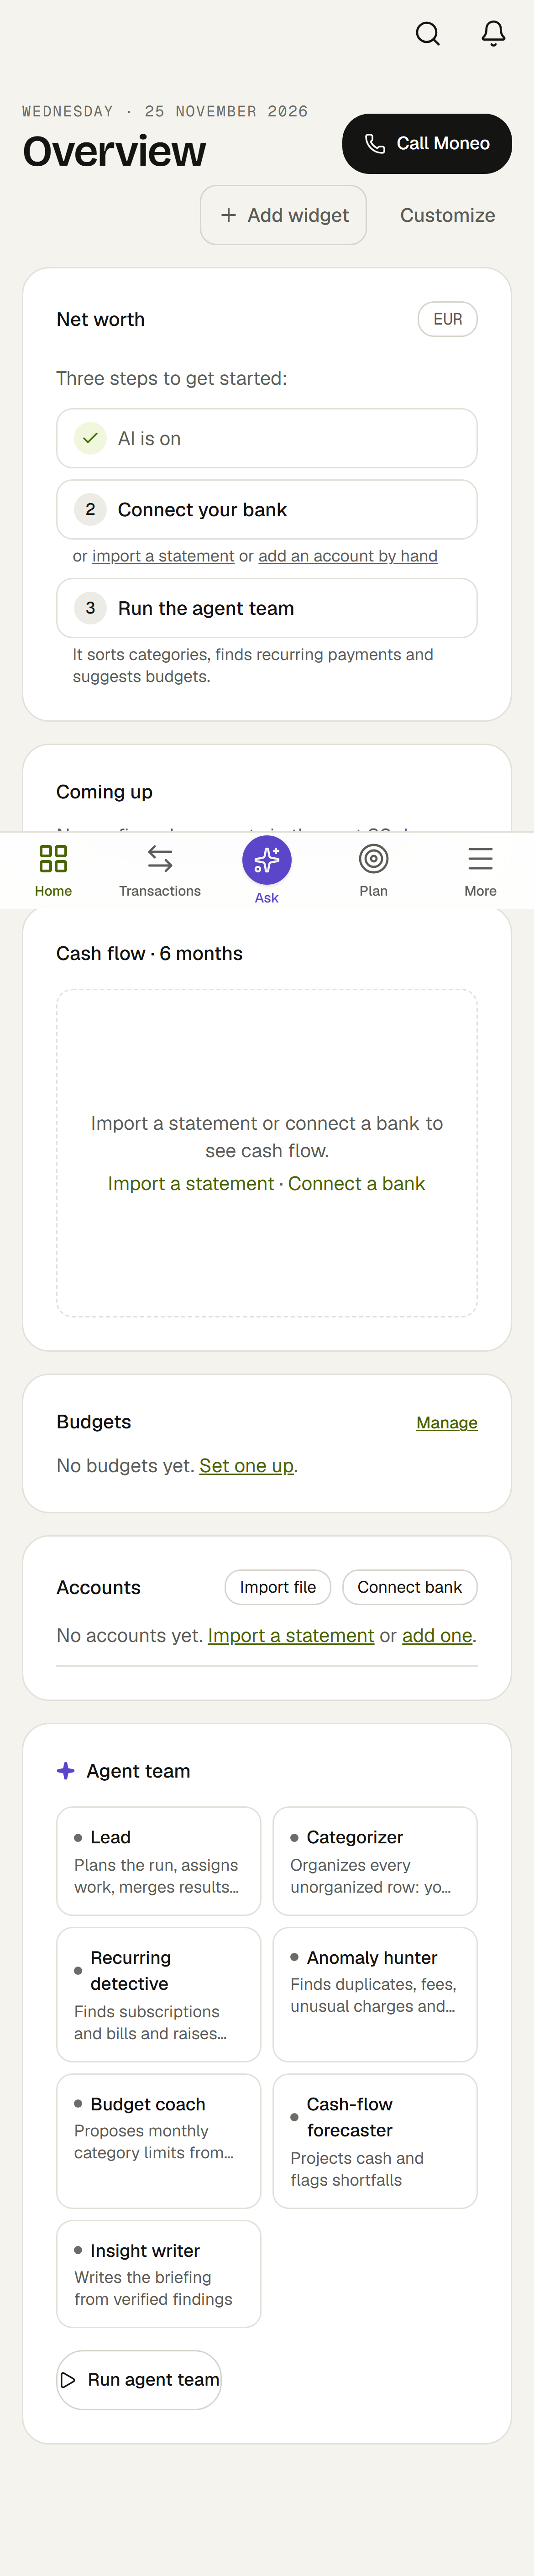 WEDNESDAY · 25 NOVEMBER 2026
Overview
Call Moneo
Add widget
Customize
Net worth
EUR
Three steps to get started:
AI is on
2 Connect your bank
or import a statement or add an account by hand
3 Run the agent team
It sorts categories, finds recurring payments and
suggests budgets.
Coming up
Home
Transactions
Ask
Plan
More
Cash flow · 6 months
Import a statement or connect a bank to
see cash flow.
Import a statement · Connect a bank
Budgets
Manage
No budgets yet. Set one up.
Accounts
Import file
Connect bank
No accounts yet. Import a statement or add one.
Agent team
Lead
Plans the run, assigns
work, merges results…
Categorizer
Organizes every
unorganized row: yo…
Recurring
detective
Finds subscriptions
and bills and raises…
Anomaly hunter
Finds duplicates, fees,
unusual charges and…
Budget coach
Proposes monthly
category limits from…
Cash-flow
forecaster
Projects cash and
flags shortfalls
Insight writer
Writes the briefing
from verified findings
Run agent team